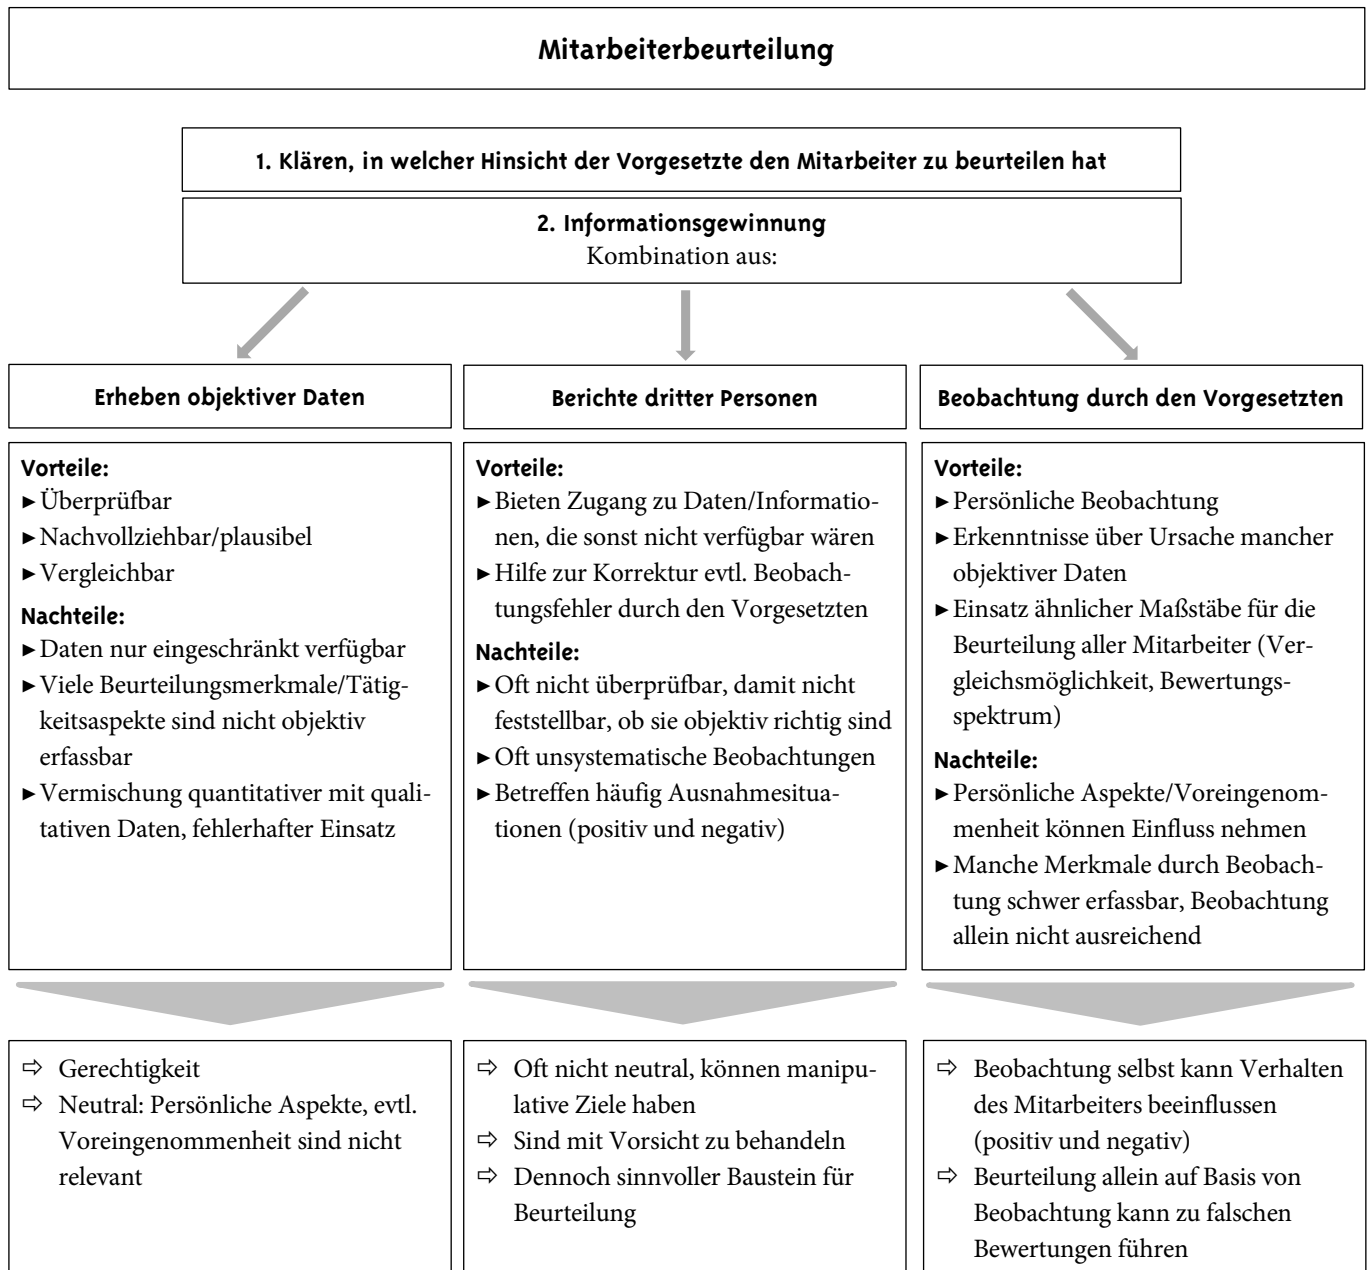 Mitarbeiterbeurteilung
1. Klären, in welcher Hinsicht der Vorgesetzte den Mitarbeiter zu beurteilen hat
2. Informationsgewinnung
Kombination aus:
Erheben objektiver Daten
Vorteile:
► Überprüfbar
► Nachvollziehbar/plausibel
► Vergleichbar
Nachteile:
► Daten nur eingeschränkt verfügbar
► Viele Beurteilungsmerkmale/Tätig-
keitsaspekte sind nicht objektiv
erfassbar
► Vermischung quantitativer mit quali-
tativen Daten, fehlerhafter Einsatz
⇨ Gerechtigkeit
⇨ Neutral: Persönliche Aspekte, evtl.
Voreingenommenheit sind nicht
relevant
Berichte dritter Personen
Vorteile:
► Bieten Zugang zu Daten/Informatio-
nen, die sonst nicht verfügbar wären
► Hilfe zur Korrektur evtl. Beobach-
tungsfehler durch den Vorgesetzten
Nachteile:
► Oft nicht überprüfbar, damit nicht
feststellbar, ob sie objektiv richtig sind
► Oft unsystematische Beobachtungen
► Betreffen häufig Ausnahmesitua-
tionen (positiv und negativ)
⇨ Oft nicht neutral, können manipu-
lative Ziele haben
⇨ Sind mit Vorsicht zu behandeln
⇨ Dennoch sinnvoller Baustein für
Beurteilung
Beobachtung durch den Vorgesetzten
Vorteile:
► Persönliche Beobachtung
► Erkenntnisse über Ursache mancher
objektiver Daten
► Einsatz ähnlicher Maßstäbe für die
Beurteilung aller Mitarbeiter (Ver-
gleichsmöglichkeit, Bewertungs-
spektrum)
Nachteile:
► Persönliche Aspekte/Voreingenom-
menheit können Einfluss nehmen
► Manche Merkmale durch Beobach-
tung schwer erfassbar, Beobachtung
allein nicht ausreichend
⇨ Beobachtung selbst kann Verhalten
des Mitarbeiters beeinflussen
(positiv und negativ)
⇨ Beurteilung allein auf Basis von
Beobachtung kann zu falschen
Bewertungen führen